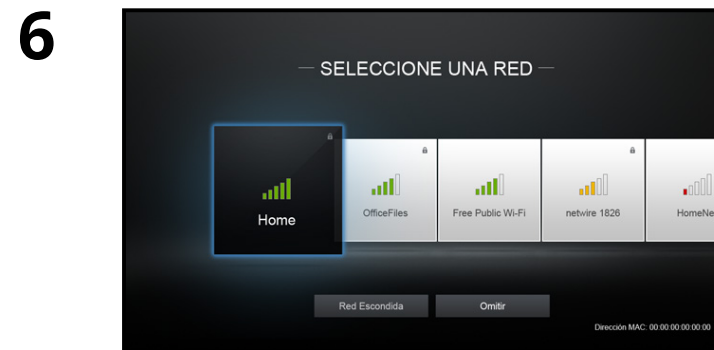 6
SELECCIONE UNA RED
Home
OfficeFiles
Free Public Wi-Fi
netwire 1826
HomeNe
Red Escondida
Omitir
Dirección MAC: 00:00:00:00:00:00